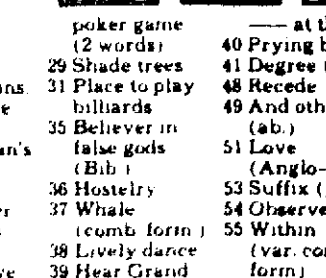 poker game
(2 words)
29 Shade trees
31 Place to play
billiards
35 Believer in
false gods
(Bib.)
36 Hostelry
37 Whale
(comb. form)
38 Lively dance
39 Hear Grand
at
40 Prying
41 Degree
48 Recede
49 And
(ab.)
51 Love
(Anglo-
53 Suffix
54 Observe
55 Within
(var.
form)